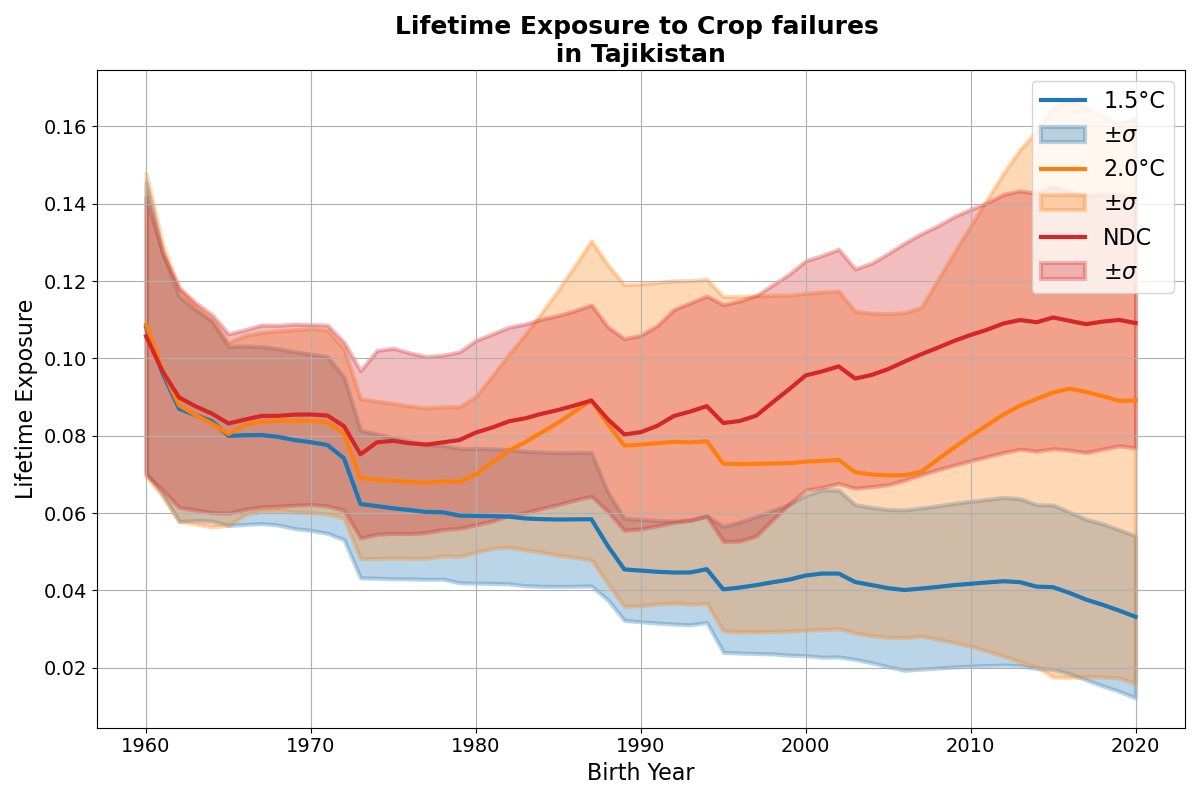 Lifetime Exposure to Crop failures
in Tajikistan
Lifetime Exposure
0.16
0.14
0.12
0.10
0.08
0.06
0.04
0.02
1960
1970
1980
1990
2000
2010
2020
Birth Year
1.5°C
±σ
2.0°C
±σ
NDC
±σ